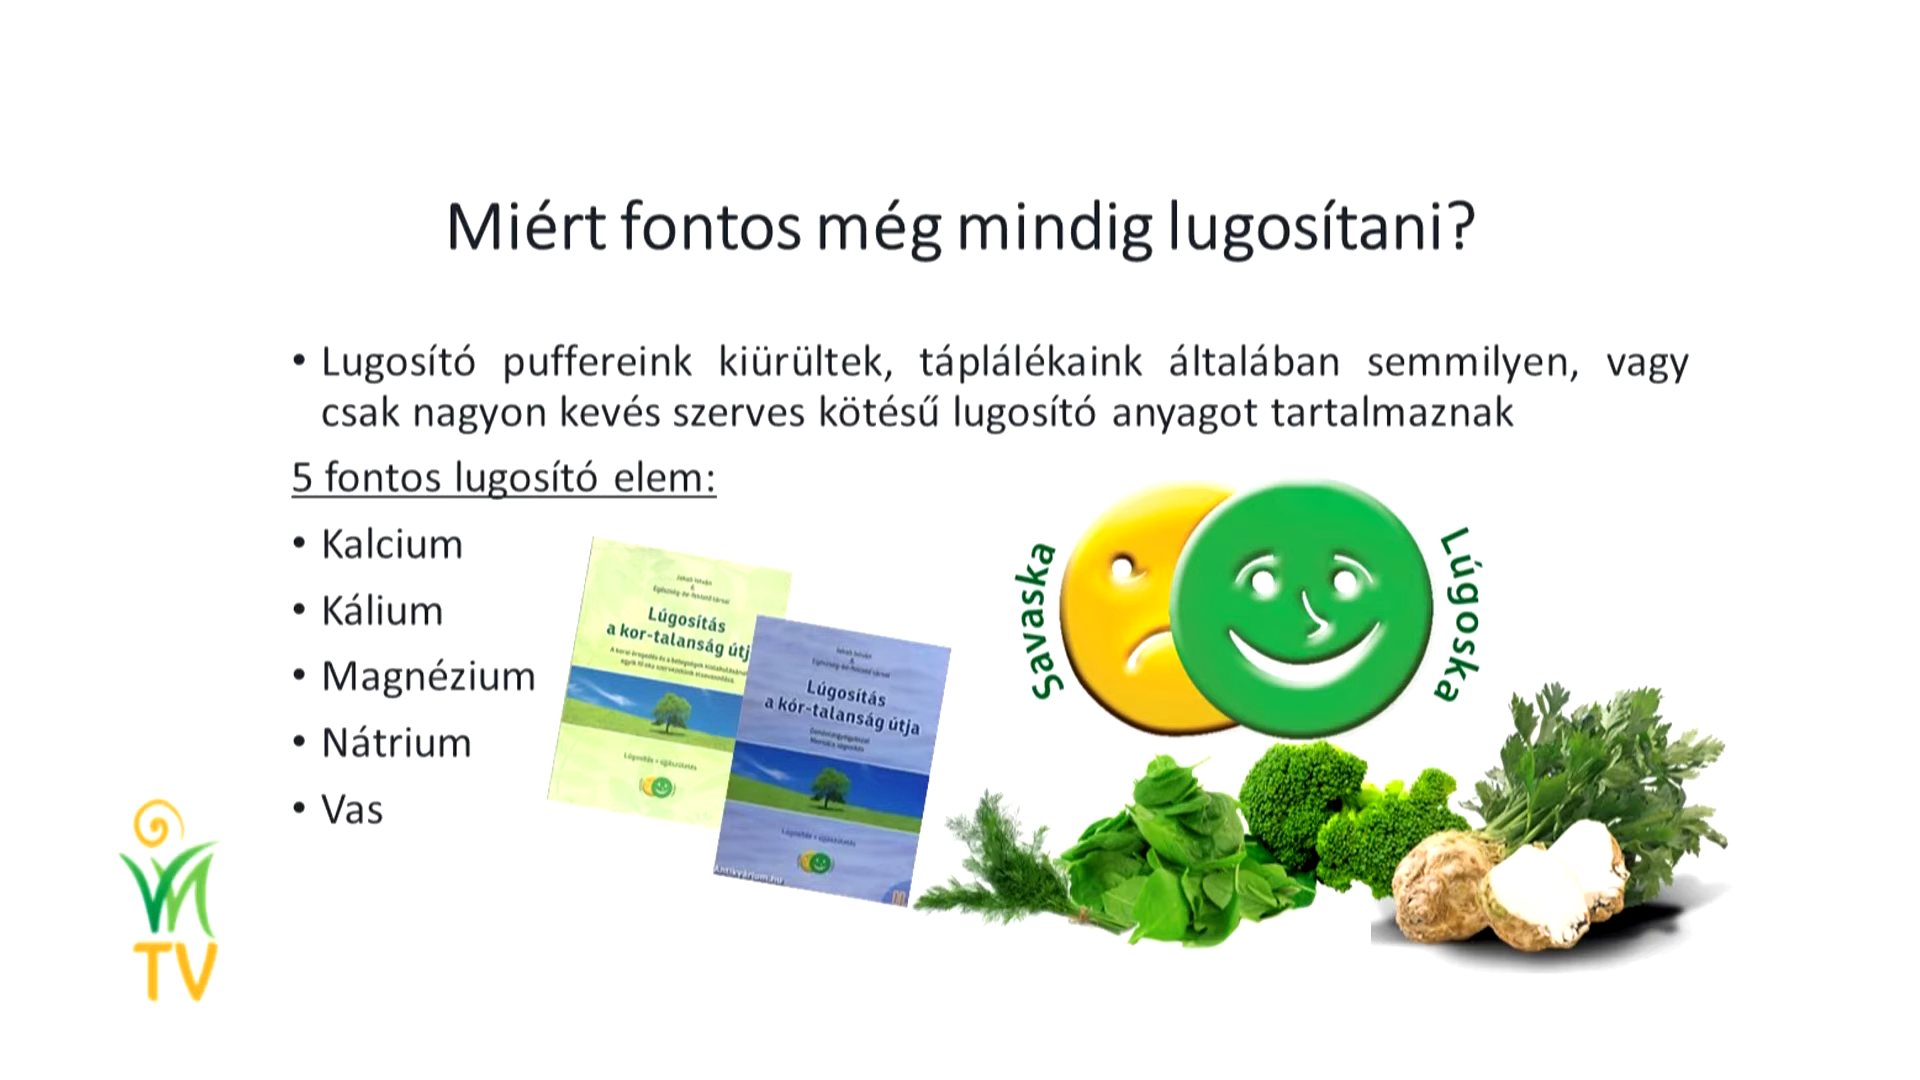 Miért fontos még mindig lugosítani?
• Lugosító puffereink kiürültek, táplálékaink általában semmilyen, vagy
csak nagyon kevés szerves kötésű lugosító anyagot tartalmaznak
5 fontos lugosító elem:
• Kalcium
• Kálium
• Magnézium
• Nátrium
• Vas
Lúgosítás
a kor-talanság útj
Lúgosítás
a kór-talanság útja
Antikvárium.hu
Savaska
Lúgoska
TV